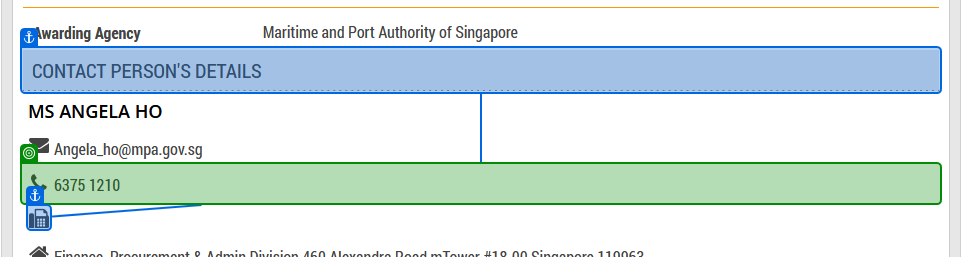 Awarding Agency Maritime and Port Authority of Singapore
CONTACT PERSON'S DETAILS
MS ANGELA HO
Angela_ho@mpa.gov.sg
6375 1210
Finance, Procurement & Admin Division 460 Alexandra Road mTower #18-00 Singapore 119963